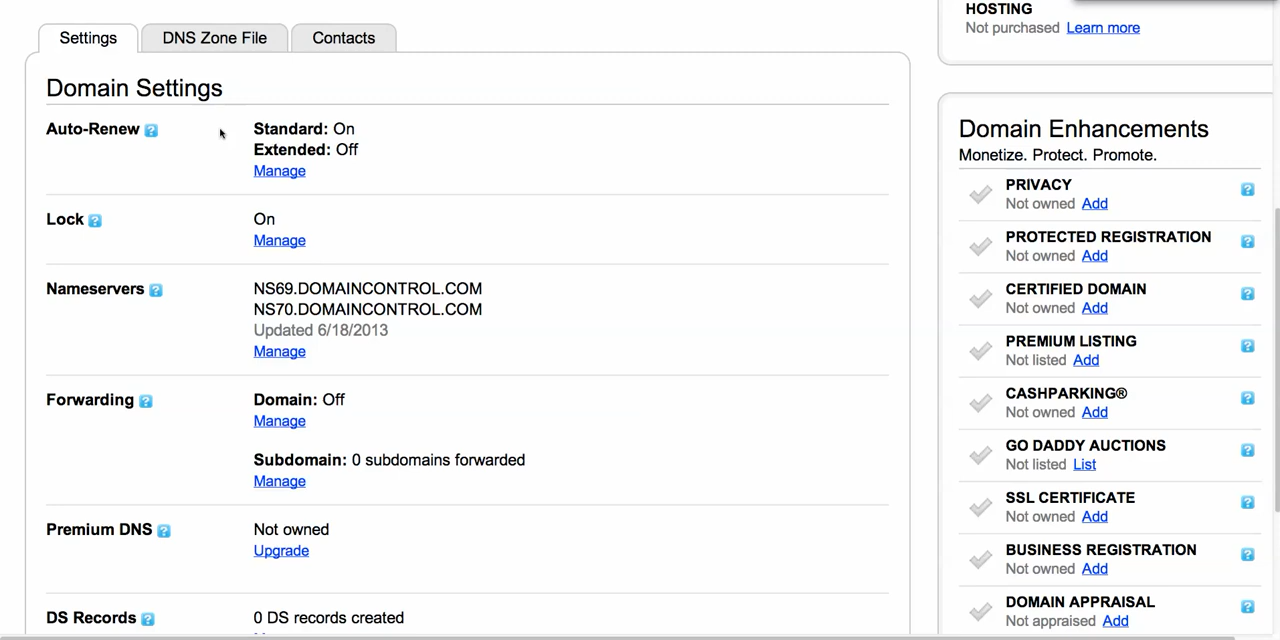 Settings
DNS Zone File
Contacts
Domain Settings
Auto-Renew ?
Standard: On
Extended: Off
Manage
Lock ?
On
Manage
Nameservers ?
NS69.DOMAINCONTROL.COM
NS70.DOMAINCONTROL.COM
Updated 6/18/2013
Manage
Forwarding ?
Domain: Off
Manage
Subdomain: 0 subdomains forwarded
Manage
Premium DNS ?
Not owned
Upgrade
DS Records ?
0 DS records created
HOSTING
Not purchased Learn more
Domain Enhancements
Monetize. Protect. Promote.
PRIVACY ?
Not owned Add
PROTECTED REGISTRATION ?
Not owned Add
CERTIFIED DOMAIN ?
Not owned Add
PREMIUM LISTING ?
Not listed Add
CASHPARKING® ?
Not owned Add
GO DADDY AUCTIONS ?
Not listed List
SSL CERTIFICATE ?
Not owned Add
BUSINESS REGISTRATION ?
Not owned Add
DOMAIN APPRAISAL ?
Not appraised Add